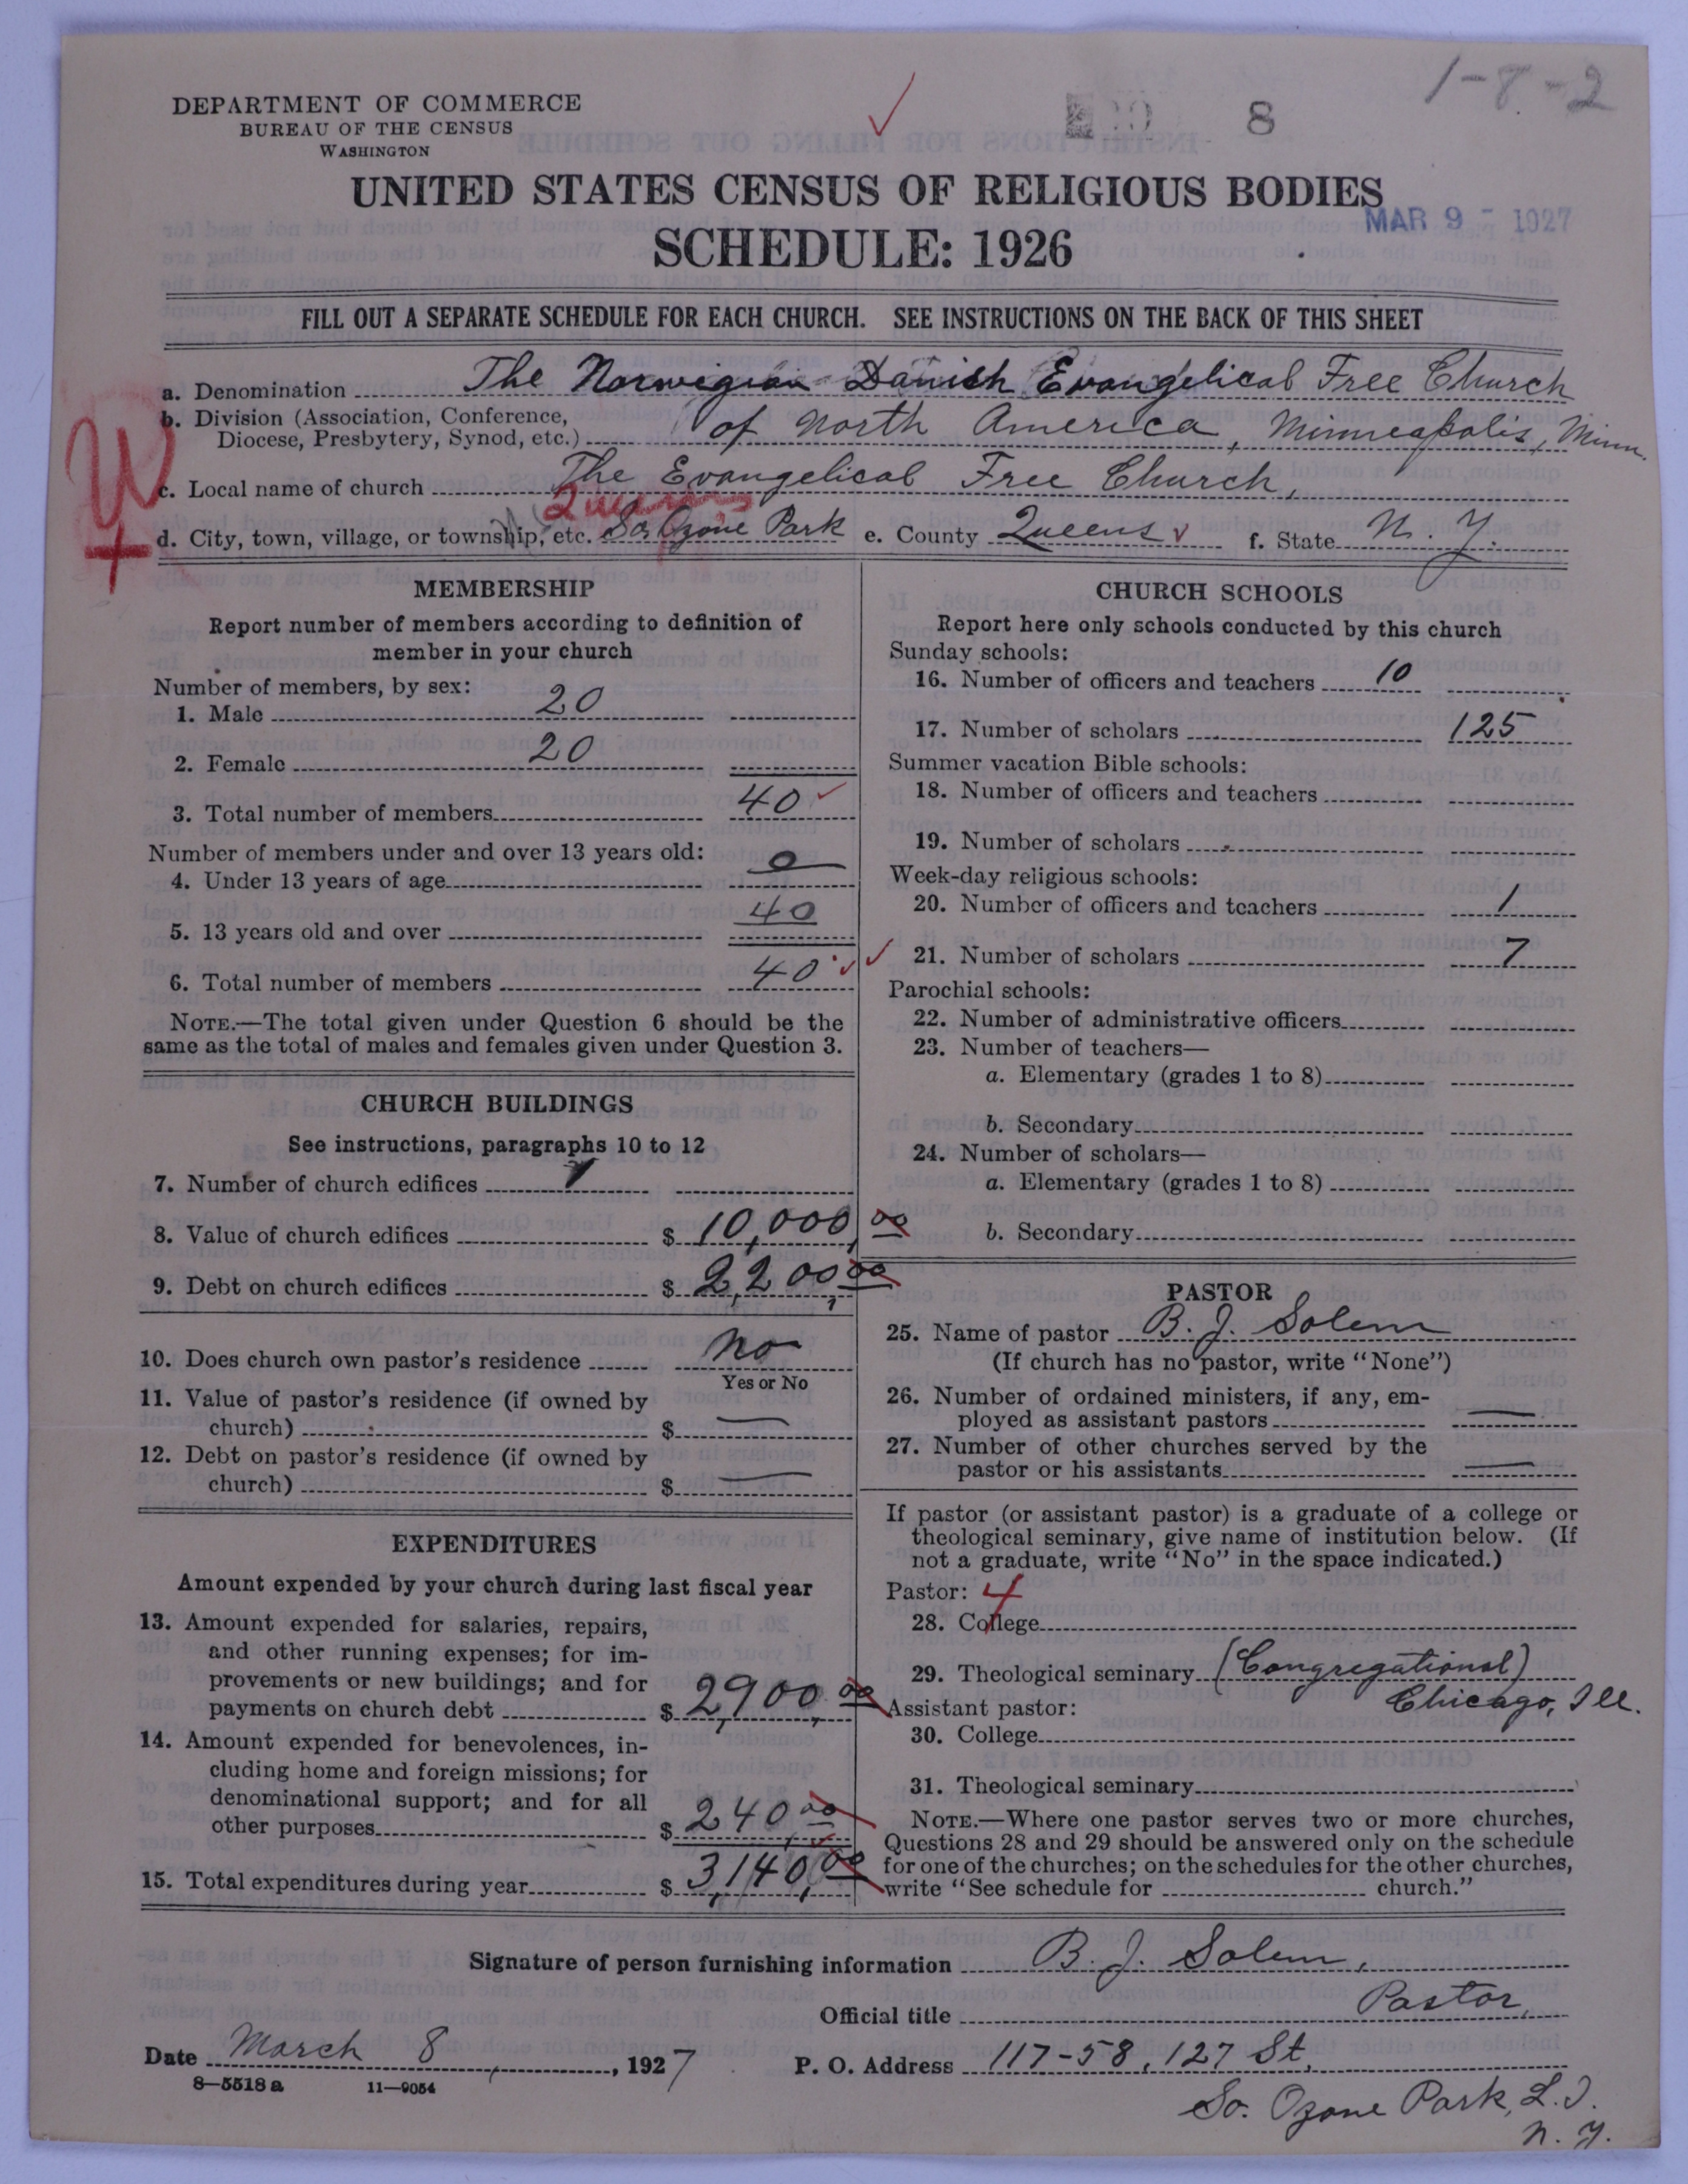 1-8-2
DEPARTMENT OF COMMERCE
BUREAU OF THE CENSUS
WASHINGTON
8
UNITED STATES CENSUS OF RELIGIOUS BODIES
MAR 9 - 1927
SCHEDULE: 1926
FILL OUT A SEPARATE SCHEDULE FOR EACH CHURCH. SEE INSTRUCTIONS ON THE BACK OF THIS SHEET
a. Denomination The Norwegian-Danish Evangelical Free Church
b. Division (Association, Conference,
Diocese, Presbytery, Synod, etc.) of North America, Minneapolis, Minn.
W
c. Local name of church The Evangelical Free Church,
Queens
d. City, town, village, or township, etc. So. Ozone Park e. County Queens f. State N. Y.
MEMBERSHIP
Report number of members according to definition of
member in your church
Number of members, by sex:
1. Male 20
2. Female 20
3. Total number of members 40
Number of members under and over 13 years old:
4. Under 13 years of age 0
5. 13 years old and over 40
6. Total number of members 40
NOTE.—The total given under Question 6 should be the
same as the total of males and females given under Question 3.
CHURCH BUILDINGS
See instructions, paragraphs 10 to 12
7. Number of church edifices 1
8. Value of church edifices $ 10,000,00
9. Debt on church edifices $ 2,200,00
10. Does church own pastor's residence No
Yes or No
11. Value of pastor's residence (if owned by
church) $ —
12. Debt on pastor's residence (if owned by
church) $ —
EXPENDITURES
Amount expended by your church during last fiscal year
13. Amount expended for salaries, repairs,
and other running expenses; for im-
provements or new buildings; and for
payments on church debt $ 2,900,00
14. Amount expended for benevolences, in-
cluding home and foreign missions; for
denominational support; and for all
other purposes $ 240,00
15. Total expenditures during year $ 3,140,00
CHURCH SCHOOLS
Report here only schools conducted by this church
Sunday schools:
16. Number of officers and teachers 10
17. Number of scholars 125
Summer vacation Bible schools:
18. Number of officers and teachers
19. Number of scholars
Week-day religious schools:
20. Number of officers and teachers 1
21. Number of scholars 7
Parochial schools:
22. Number of administrative officers
23. Number of teachers—
a. Elementary (grades 1 to 8)
b. Secondary
24. Number of scholars—
a. Elementary (grades 1 to 8)
b. Secondary
PASTOR
25. Name of pastor B. J. Solem
(If church has no pastor, write "None")
26. Number of ordained ministers, if any, em-
ployed as assistant pastors —
27. Number of other churches served by the
pastor or his assistants —
If pastor (or assistant pastor) is a graduate of a college or
theological seminary, give name of institution below. (If
not a graduate, write "No" in the space indicated.)
Pastor: 4
28. College
29. Theological seminary (Congregational)
Chicago, Ill.
Assistant pastor:
30. College
31. Theological seminary
NOTE.—Where one pastor serves two or more churches,
Questions 28 and 29 should be answered only on the schedule
for one of the churches; on the schedules for the other churches,
write "See schedule for church."
Signature of person furnishing information B. J. Solem,
Official title Pastor,
Date March 8, 1927 P. O. Address 117-58, 127 St,
8—5518 a 11—9054
So. Ozone Park, L. I.
N. Y.